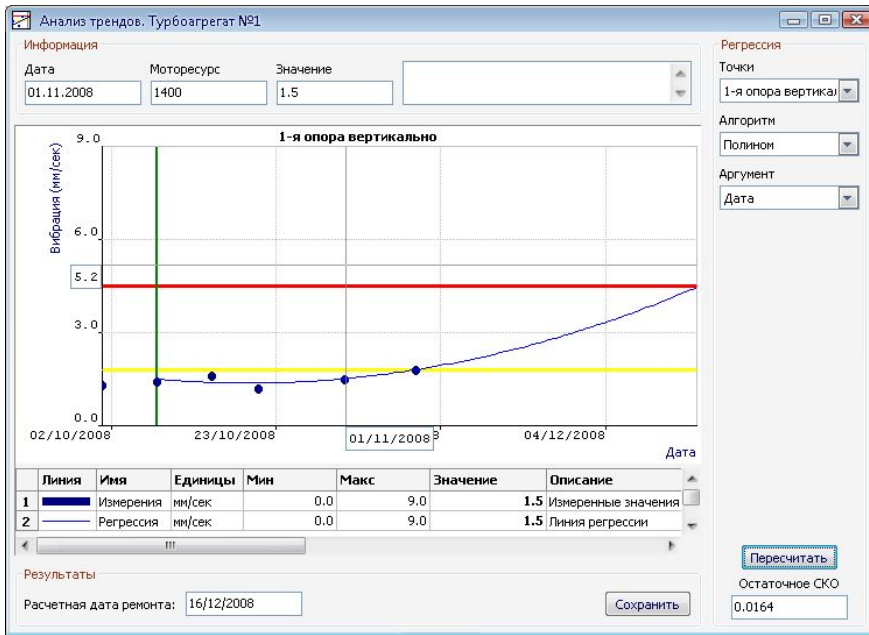 Анализ трендов. Турбоагрегат №1
Информация
Дата Моторесурс Значение
01.11.2008 1400 1.5
Регрессия
Точки
1-я опора вертикал
Алгоритм
Полином
Аргумент
Дата
1-я опора вертикально
Вибрация (мм/сек)
9.0
6.0
5.2
3.0
0.0
02/10/2008 23/10/2008 01/11/2008 3 04/12/2008
Дата
Линия Имя Единицы Мин Макс Значение Описание
1 Измерения мм/сек 0.0 9.0 1.5 Измеренные значения
2 Регрессия мм/сек 0.0 9.0 1.5 Линия регрессии
Результаты
Расчетная дата ремонта: 16/12/2008 Сохранить
Пересчитать
Остаточное СКО
0.0164